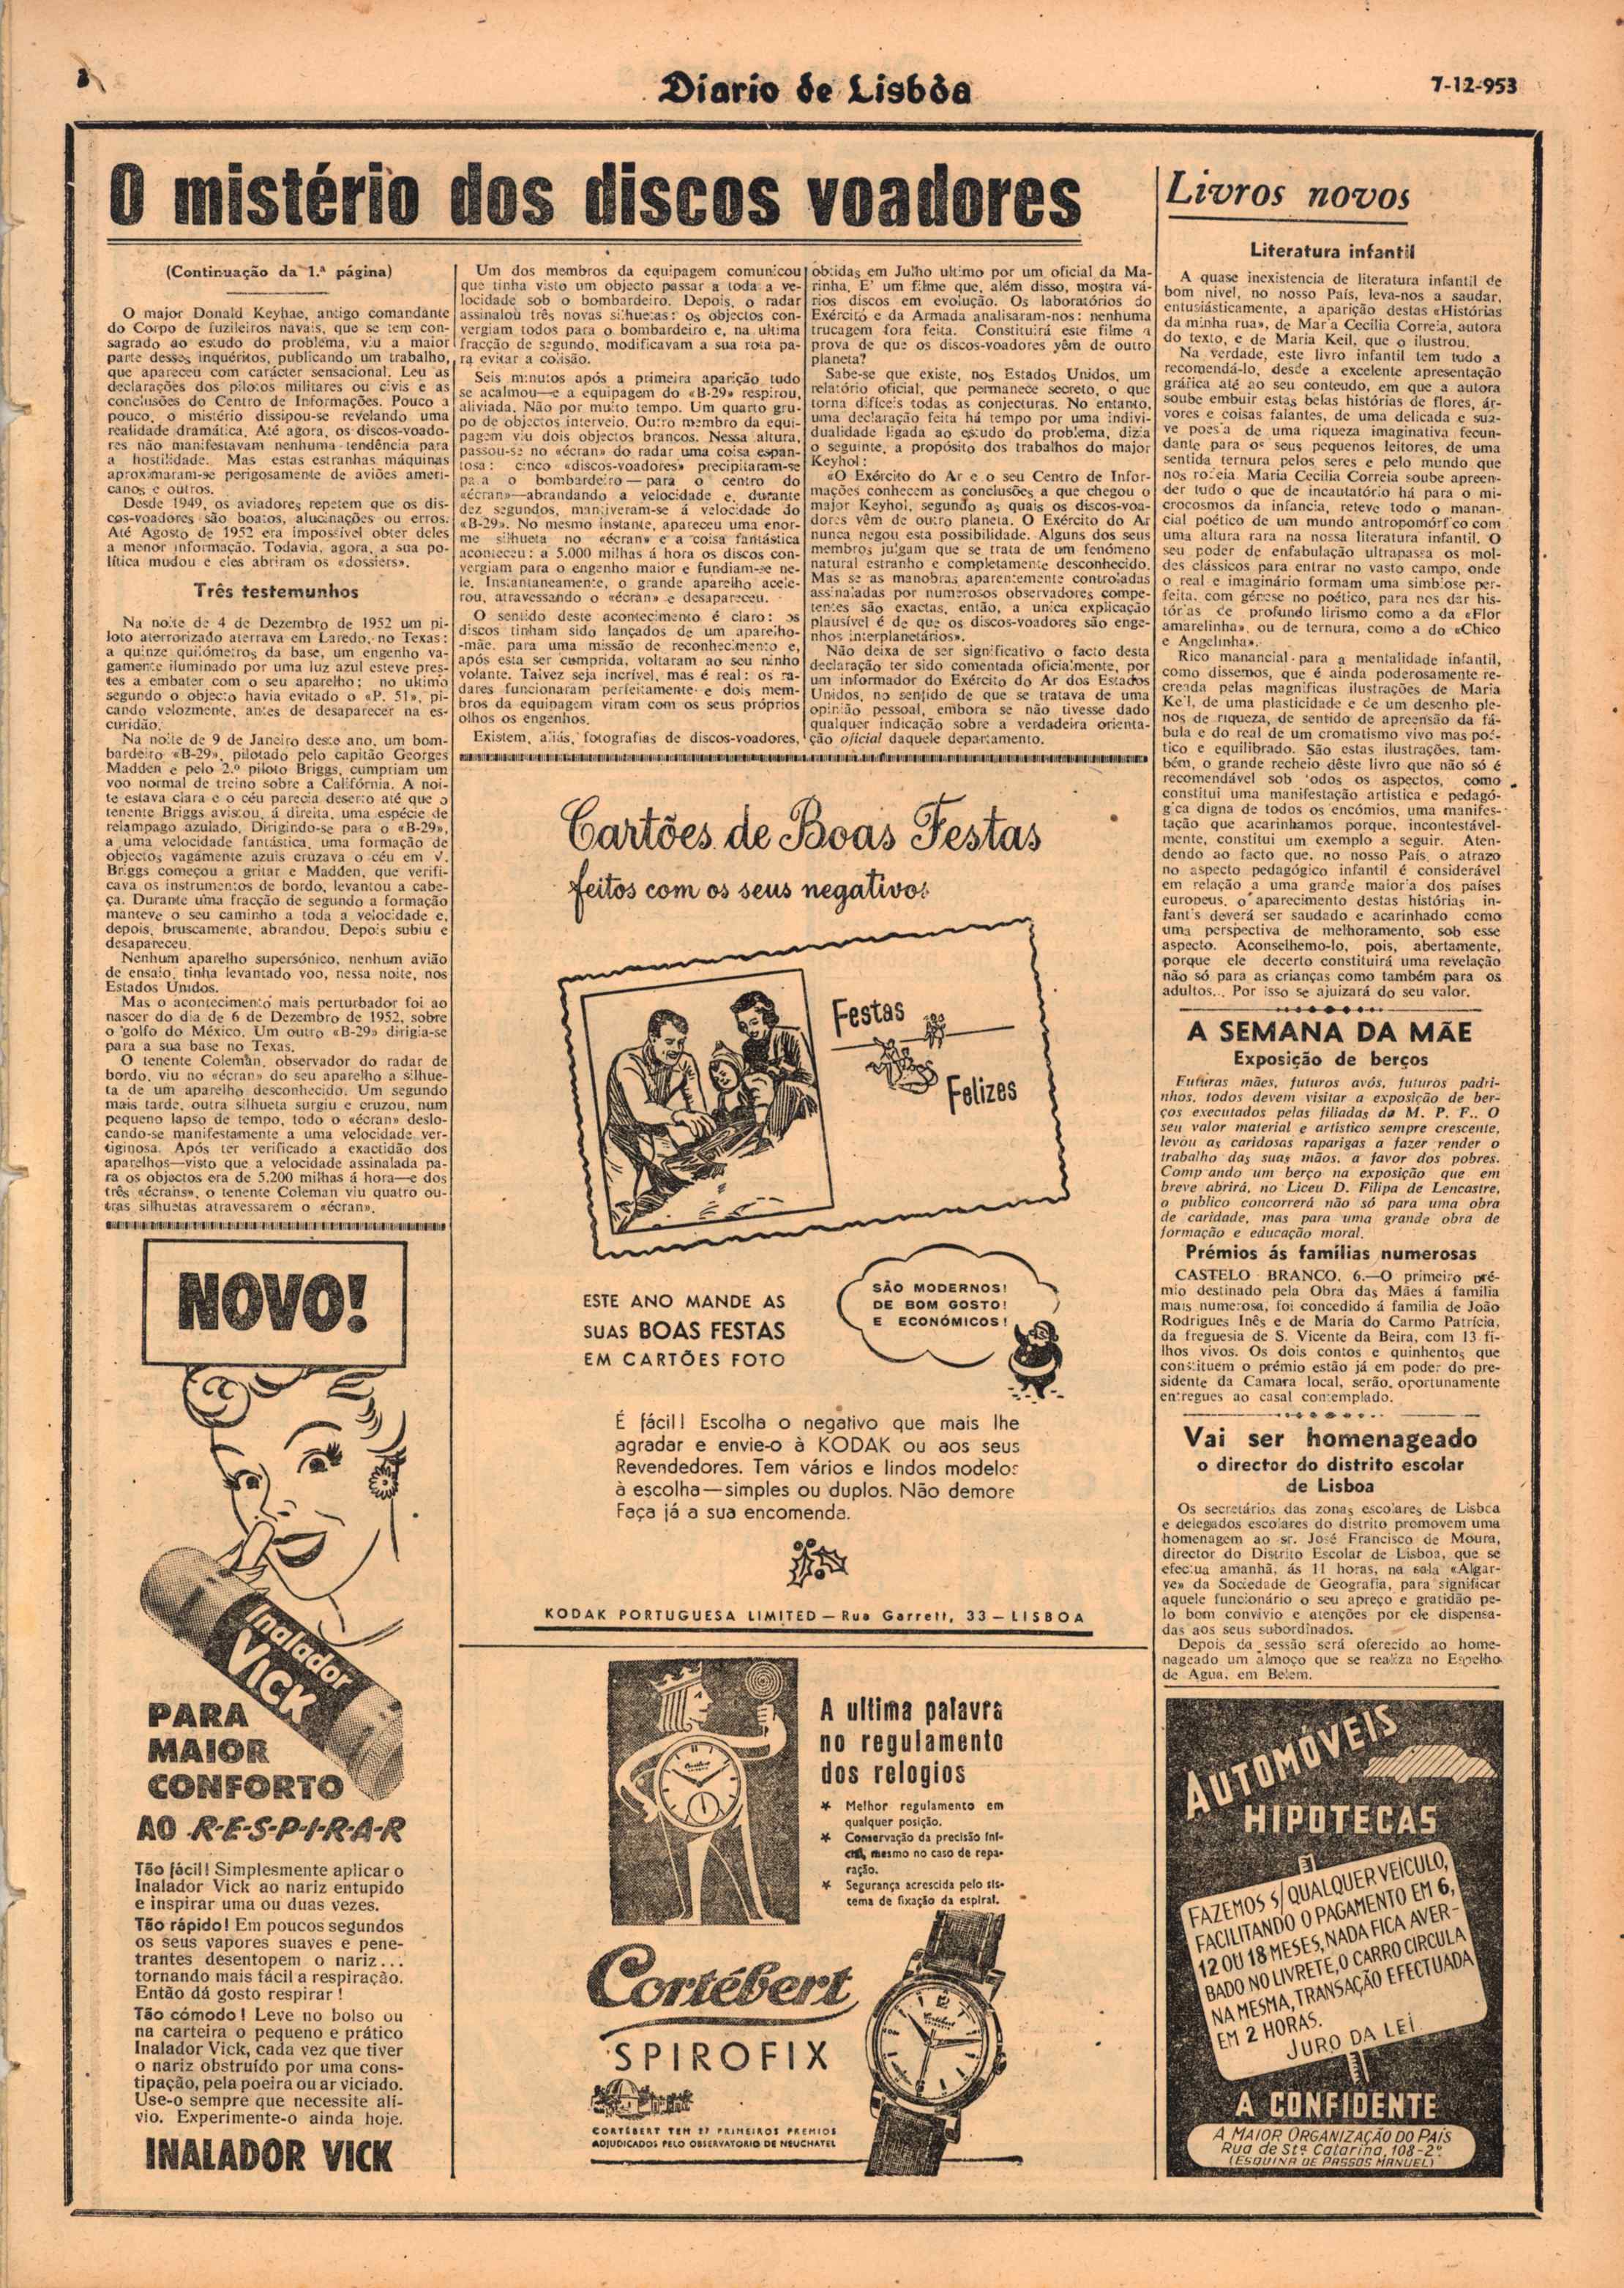 Diario de Lisbôa
7-12-953
O mistério dos discos voadores
(Continuação da 1.ª página)
O major Donald Keyhae, antigo comandante
do Corpo de fuzileiros navais, que se tem con-
sagrado ao estudo do problema, viu a maior
parte desses inquéritos, publicando um trabalho,
que apareceu com carácter sensacional. Leu as
declarações dos pilotos militares ou civis e as
conclusões do Centro de Informações. Pouco a
pouco, o mistério dissipou-se revelando uma
realidade dramática. Até agora, os discos-voado-
res não manifestavam nenhuma tendência para
a hostilidade. Mas estas estranhas máquinas
aproximaram-se perigosamente de aviões ameri-
canos e outros.
Desde 1949, os aviadores repetem que os dis-
cos-voadores são boatos, alucinações ou erros.
Até Agosto de 1952 era impossível obter deles
a menor informação. Todavia, agora, a sua po-
lítica mudou e eles abriram os «dossiers».
Três testemunhos
Na noite de 4 de Dezembro de 1952 um pi-
loto aterrorizado aterrava em Laredo, no Texas:
a quinze quilómetros da base, um engenho va-
gamente iluminado por uma luz azul esteve pres-
tes a embater com o seu aparelho; no ultimo
segundo o objecto havia evitado o «P. 51», pi-
cando velozmente, antes de desaparecer na es-
curidão.
Na noite de 9 de Janeiro deste ano, um bom-
bardeiro «B-29», pilotado pelo capitão Georges
Madden e pelo 2.º piloto Briggs, cumpriam um
voo normal de treino sobre a Califórnia. A noi-
te estava clara e o céu parecia deserto até que o
tenente Briggs avistou, á direita, uma espécie de
relampago azulado. Dirigindo-se para o «B-29»,
a uma velocidade fantástica, uma formação de
objectos vagamente azuis cruzava o céu em V.
Briggs começou a gritar e Madden, que verifi-
cava os instrumentos de bordo, levantou a cabe-
ça. Durante uma fracção de segundo a formação
manteve o seu caminho a toda a velocidade e,
depois, bruscamente, abrandou. Depois subiu e
desapareceu.
Nenhum aparelho supersónico, nenhum avião
de ensaio, tinha levantado voo, nessa noite, nos
Estados Unidos.
Mas o acontecimento mais perturbador foi ao
nascer do dia de 6 de Dezembro de 1952, sobre
o golfo do México. Um outro «B-29» dirigia-se
para a sua base no Texas.
O tenente Coleman, observador do radar de
bordo, viu no «écran» do seu aparelho a silhue-
ta de um aparelho desconhecido. Um segundo
mais tarde, outra silhueta surgiu e cruzou, num
pequeno lapso de tempo, todo o «écran» deslo-
cando-se manifestamente a uma velocidade ver-
tiginosa. Após ter verificado a exactidão dos
aparelhos—visto que a velocidade assinalada pa-
ra os objectos era de 5.200 milhas á hora—e dos
três «écrans», o tenente Coleman viu quatro ou-
tras silhuetas atravessarem o «écran».
Um dos membros da equipagem comunicou
que tinha visto um objecto passar a toda a ve-
locidade sob o bombardeiro. Depois, o radar
assinalou três novas silhuetas: os objectos con-
vergiam todos para o bombardeiro e, na ultima
fracção de segundo, modificavam a sua rota pa-
ra evitar a colisão.
Seis minutos após a primeira aparição tudo
se acalmou—e a equipagem do «B-29» respirou,
aliviada. Não por muito tempo. Um quarto gru-
po de objectos interveio. Outro membro da equi-
pagem viu dois objectos brancos. Nessa altura,
passou-se no «écran» do radar uma coisa espan-
tosa: cinco «discos-voadores» precipitaram-se
para o bombardeiro—para o centro do
«écran»—abrandando a velocidade e, durante
dez segundos, mantiveram-se á velocidade do
«B-29». No mesmo instante, apareceu uma enor-
me silhueta no «écran» e a coisa fantástica
aconteceu: a 5.000 milhas á hora os discos con-
vergiam para o engenho maior e fundiam-se ne-
le. Instantaneamente, o grande aparelho acele-
rou, atravessando o «écran» e desapareceu.
O sentido deste acontecimento é claro: os
discos tinham sido lançados de um aparelho-
-mãe, para uma missão de reconhecimento e,
após esta ser cumprida, voltaram ao seu ninho
volante. Talvez seja incrível, mas é real: os ra-
dares funcionaram perfeitamente e dois mem-
bros da equipagem viram com os seus próprios
olhos os engenhos.
Existem, aliás, fotografias de discos-voadores,
obtidas em Julho ultimo por um oficial da Ma-
rinha. E' um filme que, além disso, mostra vá-
rios discos em evolução. Os laboratórios do
Exército e da Armada analisaram-nos: nenhuma
trucagem fora feita. Constituirá este filme a
prova de que os discos-voadores vêm de outro
planeta?
Sabe-se que existe, nos Estados Unidos, um
relatório oficial, que permanece secreto, o que
torna difíceis todas as conjecturas. No entanto,
uma declaração feita há tempo por uma indivi-
dualidade ligada ao estudo do problema, dizia
o seguinte, a propósito dos trabalhos do major
Keyhol:
«O Exército do Ar e o seu Centro de Infor-
mações conhecem as conclusões a que chegou o
major Keyhol, segundo as quais os discos-voa-
dores vêm de outro planeta. O Exército do Ar
nunca negou esta possibilidade. Alguns dos seus
membros julgam que se trata de um fenómeno
natural estranho e completamente desconhecido.
Mas se as manobras aparentemente controladas
assinaladas por numerosos observadores compe-
tentes são exactas, então, a unica explicação
plausível é de que os discos-voadores são enge-
nhos interplanetários».
Não deixa de ser significativo o facto desta
declaração ter sido comentada oficialmente, por
um informador do Exército do Ar dos Estados
Unidos, no sentido de que se tratava de uma
opinião pessoal, embora se não tivesse dado
qualquer indicação sobre a verdadeira orienta-
ção oficial daquele departamento.
Livros novos
Literatura infantil
A quase inexistencia de literatura infantil de
bom nível, no nosso País, leva-nos a saudar,
entusiásticamente, a aparição destas «Histórias
da minha rua», de Maria Cecília Correia, autora
do texto, e de Maria Keil, que o ilustrou.
Na verdade, este livro infantil tem tudo a
recomendá-lo, desde a excelente apresentação
gráfica até ao seu conteudo, em que a autora
soube embuir estas belas histórias de flores, ár-
vores e coisas falantes, de uma delicada e sua-
ve poesia de uma riqueza imaginativa fecun-
dante para os seus pequenos leitores, de uma
sentida ternura pelos seres e pelo mundo que
nos rodeia. Maria Cecilia Correia soube apreen-
der tudo o que de incautatório há para o mi-
crocosmos da infancia, reteve todo o manan-
cial poético de um mundo antropomórfico com
uma altura rara na nossa literatura infantil. O
seu poder de enfabulação ultrapassa os mol-
des clássicos para entrar no vasto campo, onde
o real e imaginário formam uma simbiose per-
feita, com génese no poético, para nos dar his-
tórias de profundo lirismo como a da «Flor
amarelinha», ou de ternura, como a do «Chico
e Angelinha».
Rico manancial para a mentalidade infantil,
como dissemos, que é ainda poderosamente re-
creada pelas magnificas ilustrações de Maria
Keil, de uma plasticidade e de um desenho ple-
nos de riqueza, de sentido de apreensão da fá-
bula e do real de um cromatismo vivo mas poé-
tico e equilibrado. São estas ilustrações, tam-
bém, o grande recheio dêste livro que não só é
recomendável sob todos os aspectos, como
constitui uma manifestação artistica e pedagó-
gica digna de todos os encómios, uma manifes-
tação que acarinhamos porque, incontestável-
mente, constitui um exemplo a seguir. Aten-
dendo ao facto que, no nosso País, o atrazo
no aspecto pedagógico infantil é considerável
em relação a uma grande maioria dos países
europeus, o aparecimento destas histórias in-
fantis deverá ser saudado e acarinhado como
uma perspectiva de melhoramento, sob esse
aspecto. Aconselhemo-lo, pois, abertamente,
porque ele decerto constituirá uma revelação
não só para as crianças como também para os
adultos... Por isso se ajuizará do seu valor.
A SEMANA DA MÃE
Exposição de berços
Futuras mães, futuros avós, futuros padri-
nhos, todos devem visitar a exposição de ber-
ços executados pelas filiadas da M. P. F.. O
seu valor material e artístico sempre crescente,
levou as caridosas raparigas a fazer render o
trabalho das suas mãos, a favor dos pobres.
Comprando um berço na exposição que em
breve abrirá, no Liceu D. Filipa de Lencastre,
o publico concorrerá não só para uma obra
de caridade, mas para uma grande obra de
formação e educação moral.
Prémios ás famílias numerosas
CASTELO BRANCO, 6.—O primeiro pré-
mio destinado pela Obra das Mães á família
mais numerosa, foi concedido á família de João
Rodrigues Inês e de Maria do Carmo Patrícia,
da freguesia de S. Vicente da Beira, com 13 fi-
lhos vivos. Os dois contos e quinhentos que
constituem o prémio estão já em poder do pre-
sidente da Camara local, serão, oportunamente
entregues ao casal contemplado.
Vai ser homenageado
o director do distrito escolar
de Lisboa
Os secretários das zonas escolares de Lisboa
e delegados escolares do distrito promovem uma
homenagem ao sr. José Francisco de Moura,
director do Distrito Escolar de Lisboa, que se
efectua amanhã, ás 11 horas, na sala «Algar-
ve» da Sociedade de Geografia, para significar
aquele funcionário o seu apreço e gratidão pe-
lo bom convivio e atenções por ele dispensa-
das aos seus subordinados.
Depois da sessão será oferecido ao home-
nageado um almoço que se realiza no Espelho
de Agua, em Belem.
NOVO!
Inalador
VICK
PARA
MAIOR
CONFORTO
AO R-E-S-P-I-R-A-R
Tão fácil! Simplesmente aplicar o
Inalador Vick ao nariz entupido
e inspirar uma ou duas vezes.
Tão rápido! Em poucos segundos
os seus vapores suaves e pene-
trantes desentopem o nariz...
tornando mais fácil a respiração.
Então dá gosto respirar!
Tão cómodo! Leve no bolso ou
na carteira o pequeno e prático
Inalador Vick, cada vez que tiver
o nariz obstruído por uma cons-
tipação, pela poeira ou ar viciado.
Use-o sempre que necessite alí-
vio. Experimente-o ainda hoje.
INALADOR VICK
Cartões de Boas Festas
feitos com os seus negativos
Festas
Felizes
ESTE ANO MANDE AS
SUAS BOAS FESTAS
EM CARTÕES FOTO
SÃO MODERNOS!
DE BOM GOSTO!
E ECONÓMICOS!
É fácil! Escolha o negativo que mais lhe
agradar e envie-o à KODAK ou aos seus
Revendedores. Tem vários e lindos modelos
à escolha—simples ou duplos. Não demore
Faça já a sua encomenda.
KODAK PORTUGUESA LIMITED — Rua Garrett, 33 — LISBOA
A ultima palavra
no regulamento
dos relogios
* Melhor regulamento em
qualquer posição.
* Conservação da precisão ini-
cial, mesmo no caso de repa-
ração.
* Segurança acrescida pelo sis-
tema de fixação da espiral.
Cortébert
SPIROFIX
CORTÉBERT TEM 27 PRIMEIROS PREMIOS
ADJUDICADOS PELO OBSERVATORIO DE NEUCHATEL
AUTOMÓVEIS
HIPOTECAS
FAZEMOS S/ QUALQUER VEÍCULO,
FACILITANDO O PAGAMENTO EM 6,
12 OU 18 MESES, NADA FICA AVER-
BADO NO LIVRETE, O CARRO CIRCULA
NA MESMA, TRANSAÇÃO EFECTUADA
EM 2 HORAS.
JURO DA LEI
A CONFIDENTE
A MAIOR ORGANIZAÇÃO DO PAÍS
Rua de Stª Catarina, 108-2º
(ESQUINA DE PASSOS MANUEL)